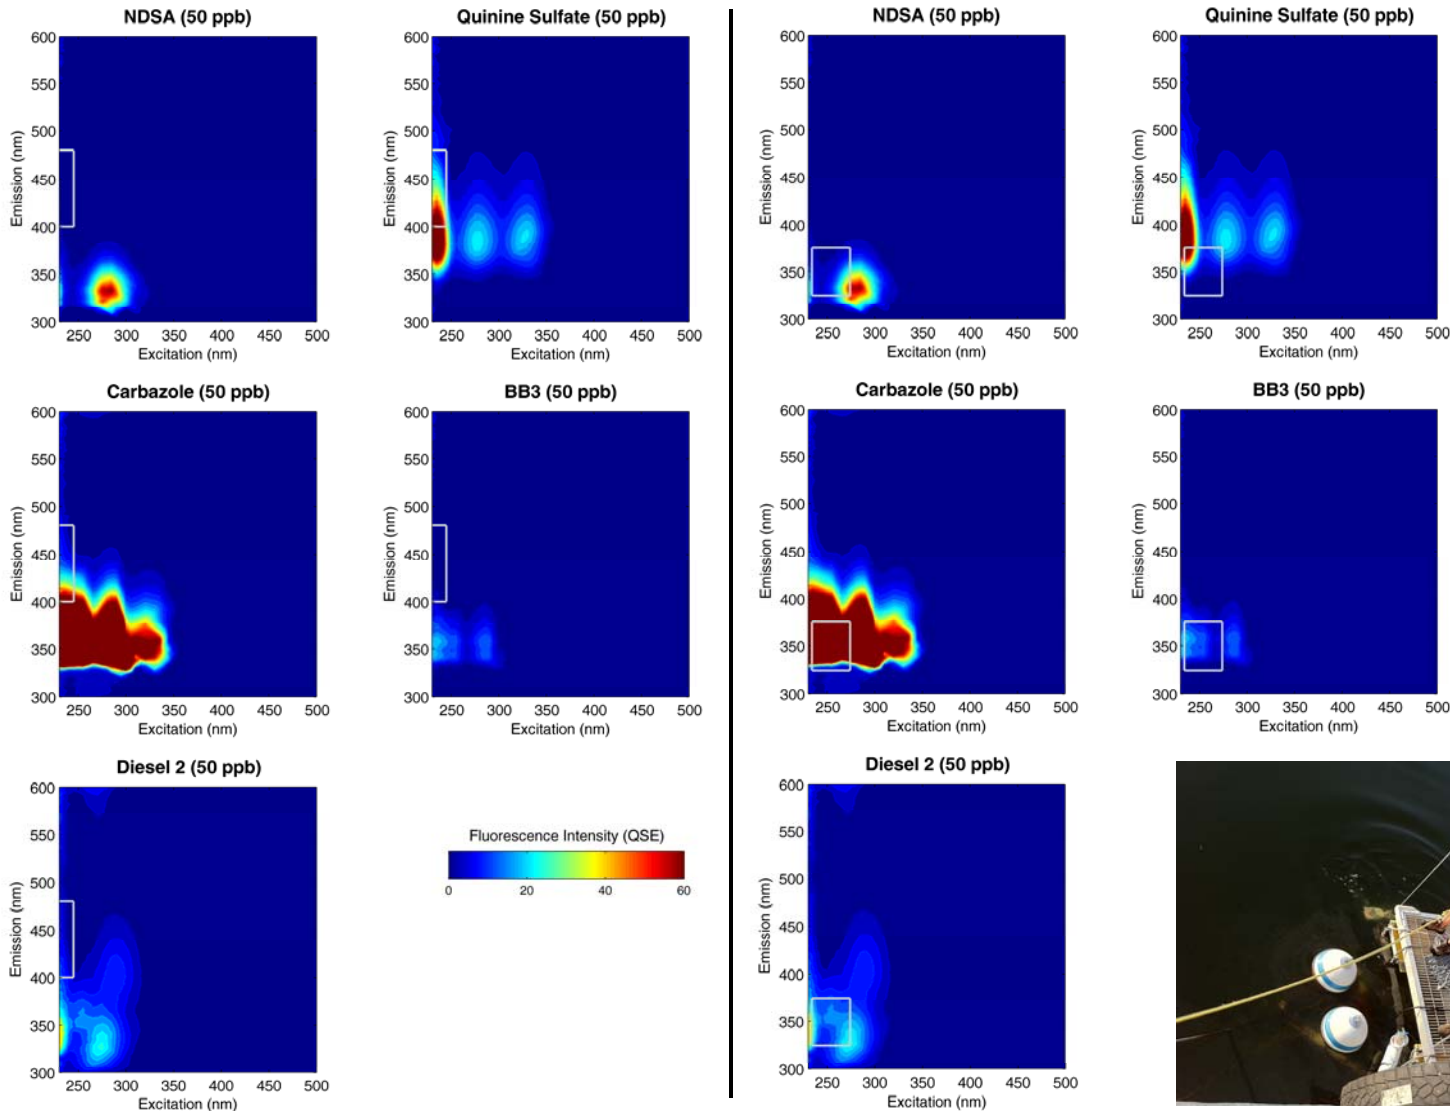 NDSA (50 ppb)
600
550
500
450
400
350
300
Emission (nm)
250 300 350 400 450 500
Excitation (nm)
Quinine Sulfate (50 ppb)
600
550
500
450
400
350
300
Emission (nm)
250 300 350 400 450 500
Excitation (nm)
Carbazole (50 ppb)
600
550
500
450
400
350
300
Emission (nm)
250 300 350 400 450 500
Excitation (nm)
BB3 (50 ppb)
600
550
500
450
400
350
300
Emission (nm)
250 300 350 400 450 500
Excitation (nm)
Diesel 2 (50 ppb)
600
550
500
450
400
350
300
Emission (nm)
250 300 350 400 450 500
Excitation (nm)
Fluorescence Intensity (QSE)
0 20 40 60
NDSA (50 ppb)
600
550
500
450
400
350
300
Emission (nm)
250 300 350 400 450 500
Excitation (nm)
Quinine Sulfate (50 ppb)
600
550
500
450
400
350
300
Emission (nm)
250 300 350 400 450 500
Excitation (nm)
Carbazole (50 ppb)
600
550
500
450
400
350
300
Emission (nm)
250 300 350 400 450 500
Excitation (nm)
BB3 (50 ppb)
600
550
500
450
400
350
300
Emission (nm)
250 300 350 400 450 500
Excitation (nm)
Diesel 2 (50 ppb)
600
550
500
450
400
350
300
Emission (nm)
250 300 350 400 450 500
Excitation (nm)